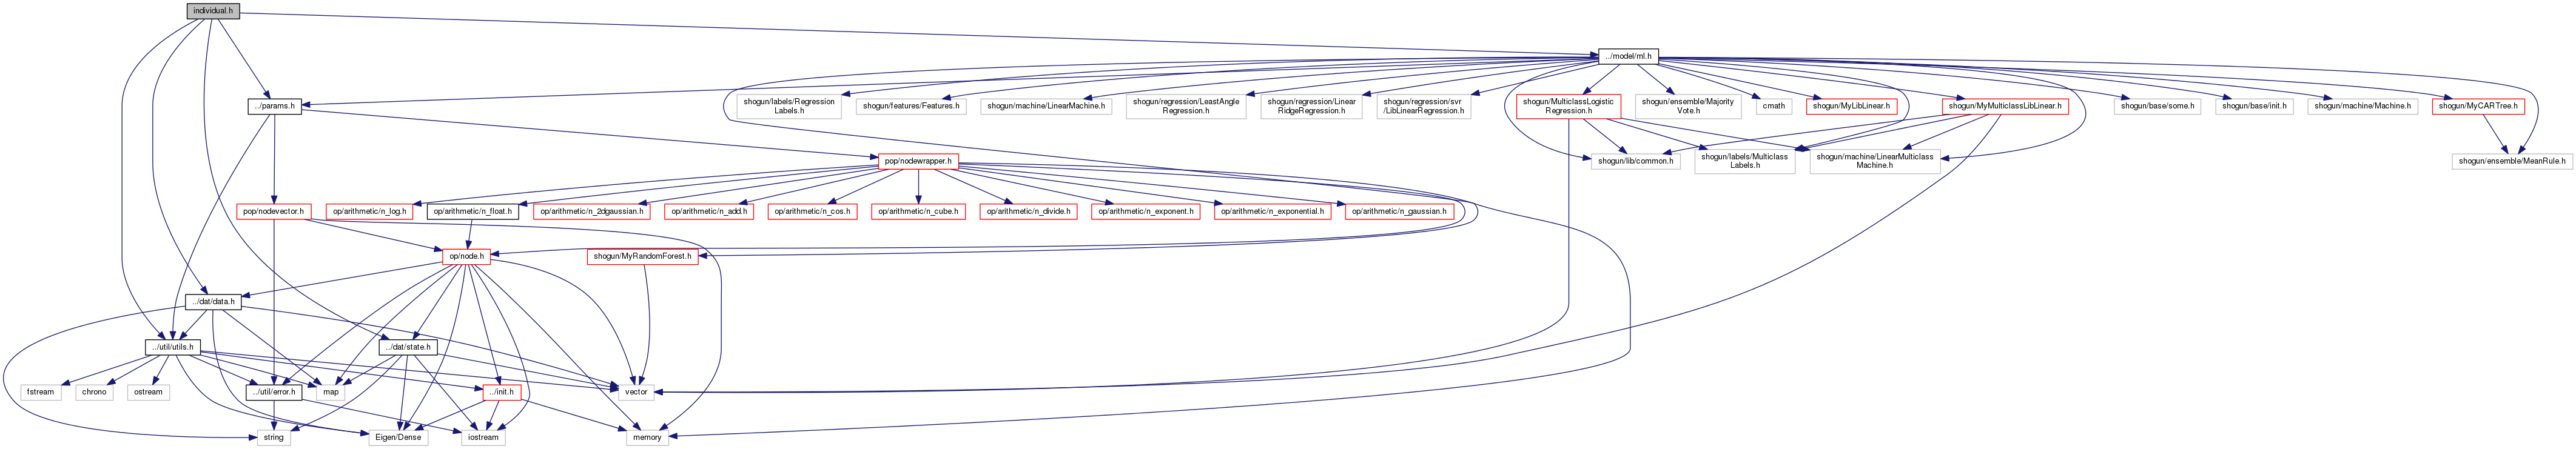 individual.h
../model/ml.h
../params.h
shogun/labels/Regression
Labels.h
shogun/features/Features.h
shogun/machine/LinearMachine.h
shogun/regression/LeastAngle
Regression.h
shogun/regression/Linear
RidgeRegression.h
shogun/regression/svr
/LibLinearRegression.h
shogun/MulticlassLogistic
Regression.h
shogun/ensemble/Majority
Vote.h
cmath
shogun/MyLibLinear.h
shogun/MyMulticlassLibLinear.h
shogun/base/some.h
shogun/base/init.h
shogun/machine/Machine.h
shogun/MyCARTree.h
pop/nodewrapper.h
shogun/lib/common.h
shogun/labels/Multiclass
Labels.h
shogun/machine/LinearMulticlass
Machine.h
shogun/ensemble/MeanRule.h
pop/nodevector.h
op/arithmetic/n_log.h
op/arithmetic/n_float.h
op/arithmetic/n_2dgaussian.h
op/arithmetic/n_add.h
op/arithmetic/n_cos.h
op/arithmetic/n_cube.h
op/arithmetic/n_divide.h
op/arithmetic/n_exponent.h
op/arithmetic/n_exponential.h
op/arithmetic/n_gaussian.h
op/node.h
shogun/MyRandomForest.h
../dat/data.h
../util/utils.h
../dat/state.h
fstream
chrono
ostream
../util/error.h
map
../init.h
vector
string
Eigen/Dense
iostream
memory